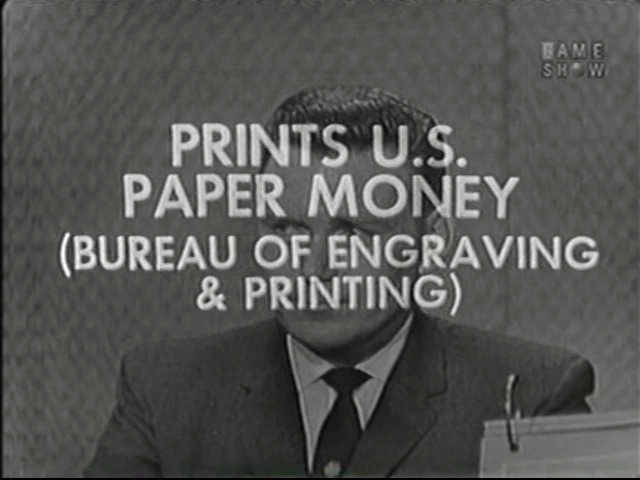 GAME
SHOW
PRINTS U.S.
PAPER MONEY
(BUREAU OF ENGRAVING
& PRINTING)